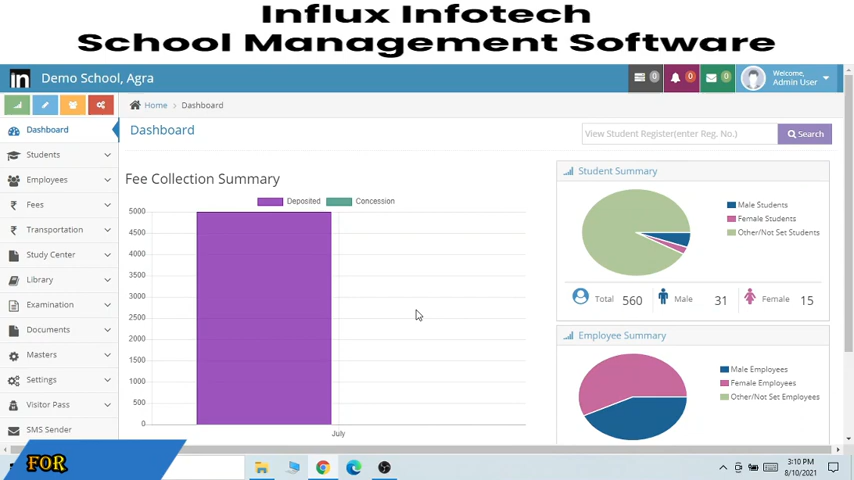 Influx Infotech
School Management Software
in Demo School, Agra
0 0 0 Welcome, Admin User
Home > Dashboard
Dashboard
View Student Register(enter Reg. No.) Search
Dashboard
Students
Employees
Fees
Transportation
Study Center
Library
Examination
Documents
Masters
Settings
Visitor Pass
SMS Sender
Fee Collection Summary
Deposited Concession
5000
4500
4000
3500
3000
2500
2000
1500
1000
500
0
July
Student Summary
Male Students
Female Students
Other/Not Set Students
Total 560 Male 31 Female 15
Employee Summary
Male Employees
Female Employees
Other/Not Set Employees
FOR
3:10 PM
8/10/2021